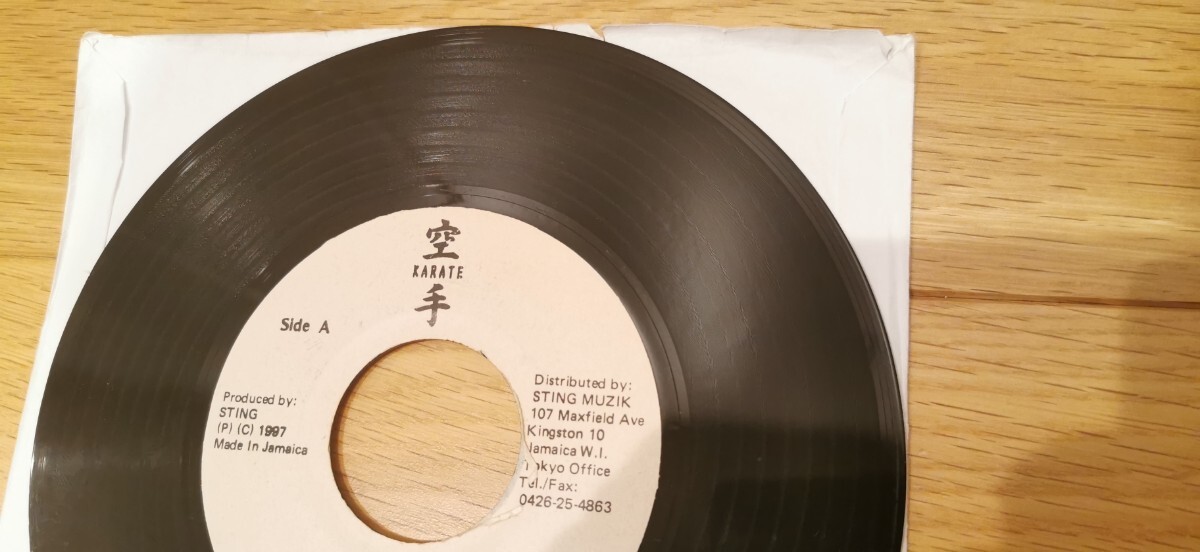 空
KARATE
手
Side A
Produced by:
STING
(P) (C) 1997
Made In Jamaica
Distributed by:
STING MUZIK
107 Maxfield Ave
Kingston 10
Jamaica W.I.
Tokyo Office
Tel./Fax:
0426-25-4863